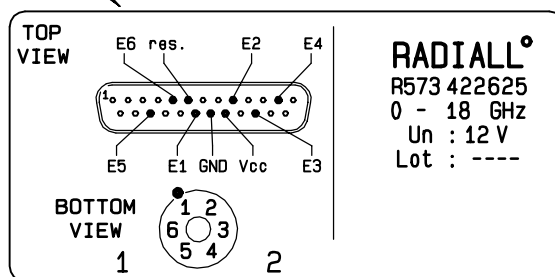 TOP
VIEW
E6 res. E2 E4
1
E5 E1 GND Vcc E3
BOTTOM
VIEW
1 2
6 3
5 4
1 2
RADIALL°
R573 422625
0 - 18 GHz
Un : 12 V
Lot : ----